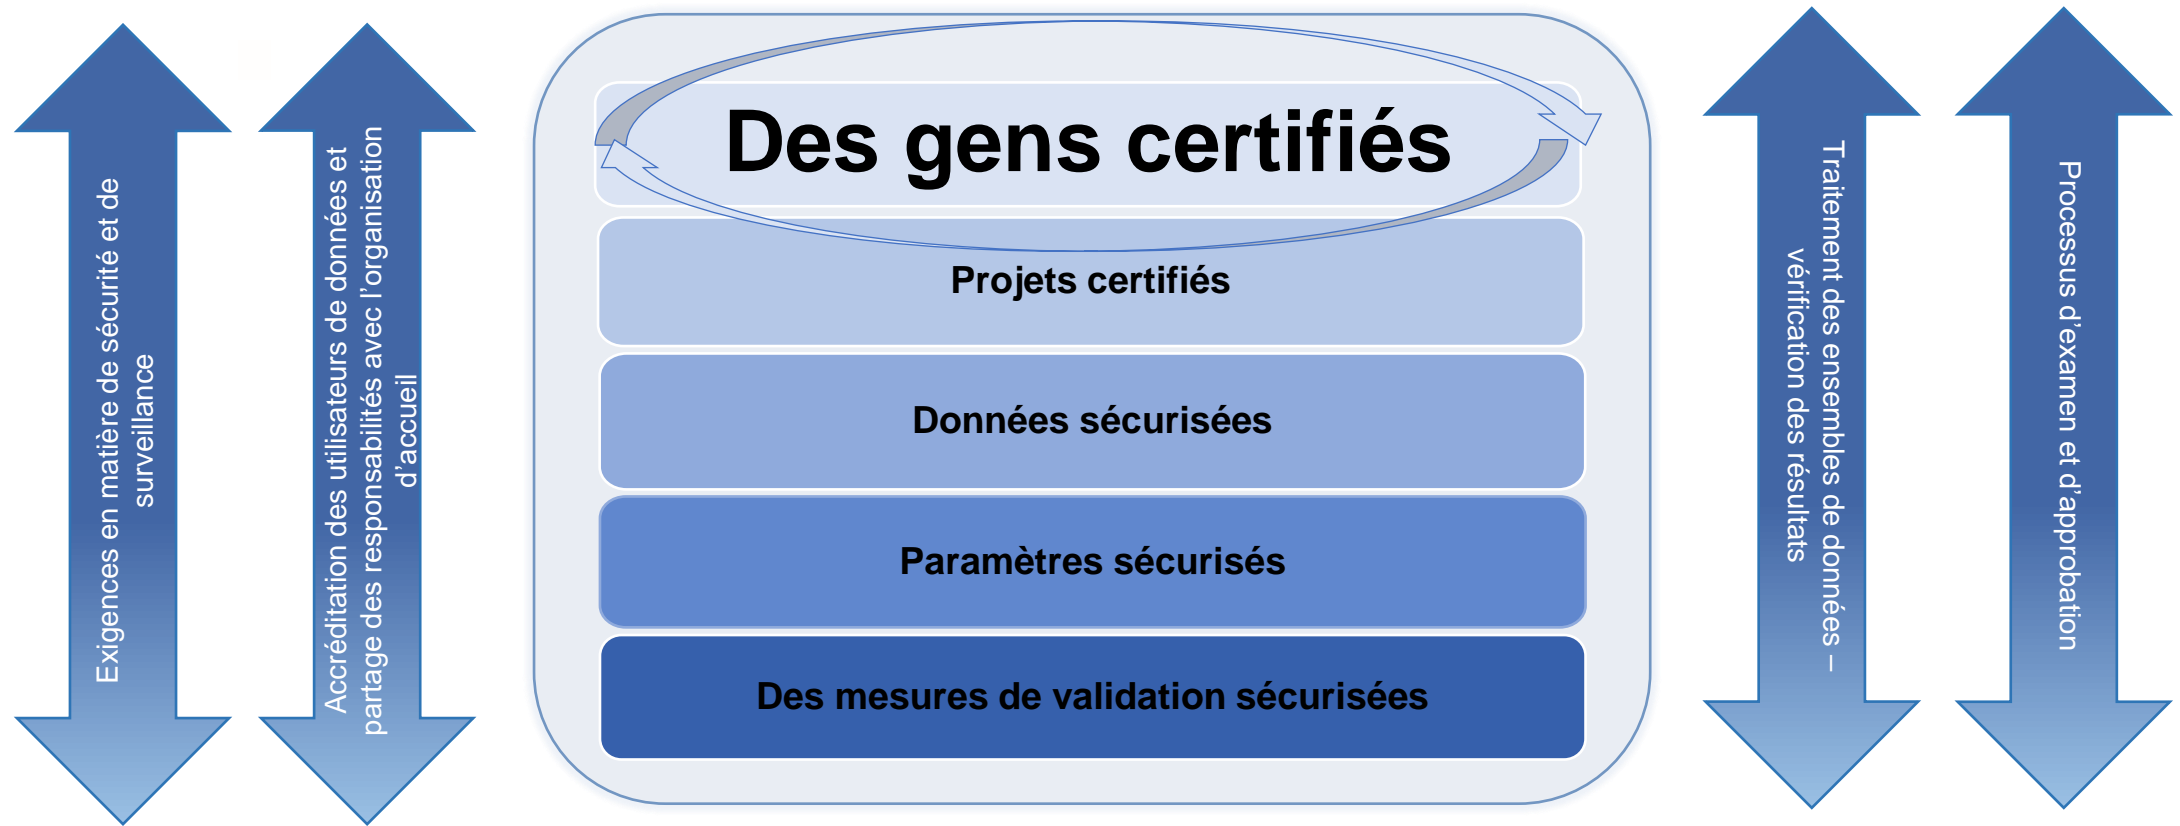 Exigences en matière de sécurité et de
surveillance
Accréditation des utilisateurs de données et
partage des responsabilités avec l’organisation
d’accueil
Des gens certifiés
Projets certifiés
Données sécurisées
Paramètres sécurisés
Des mesures de validation sécurisées
Traitement des ensembles de données –
vérification des résultats
Processus d’examen et d’approbation